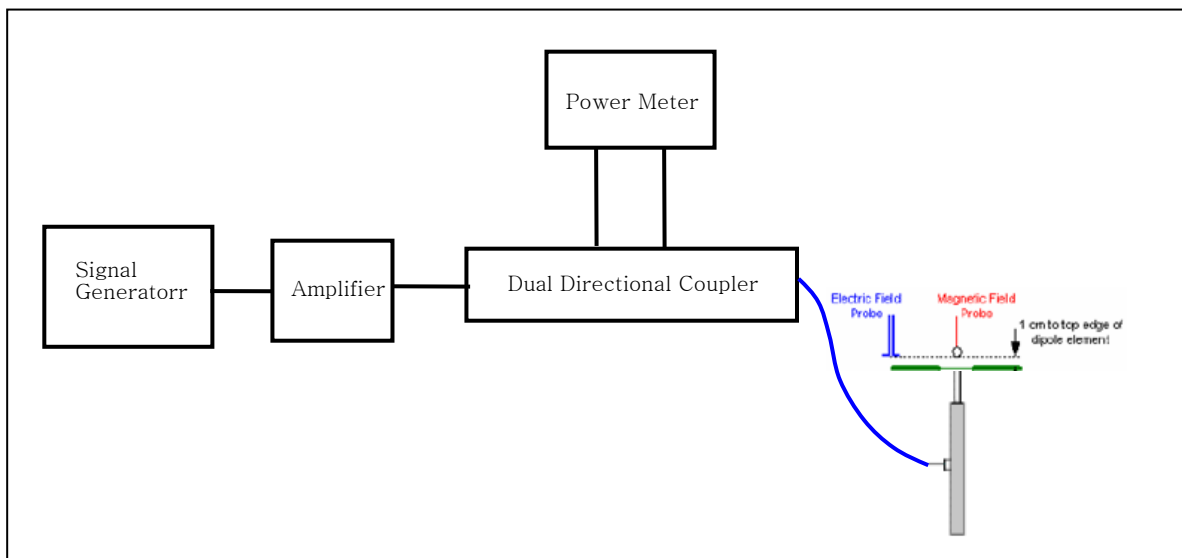 Power Meter
Signal
Generatorr
Amplifier
Dual Directional Coupler
Electric Field
Probe
Magnetic Field
Probe
1 cm to top edge of
dipole element